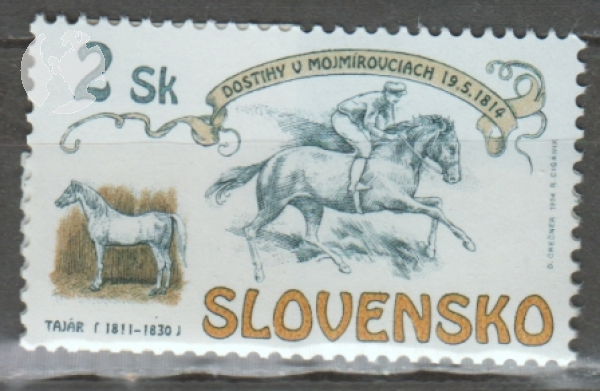 2 Sk
DOSTIHY V MOJMÍROVCIACH 19.5.1814
TAJÁR (1811–1830)
SLOVENSKO